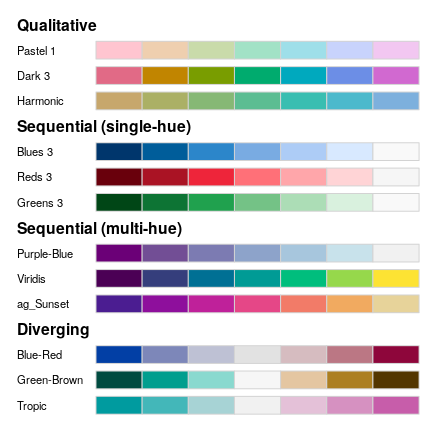 Qualitative
Pastel 1
Dark 3
Harmonic
Sequential (single-hue)
Blues 3
Reds 3
Greens 3
Sequential (multi-hue)
Purple-Blue
Viridis
ag_Sunset
Diverging
Blue-Red
Green-Brown
Tropic